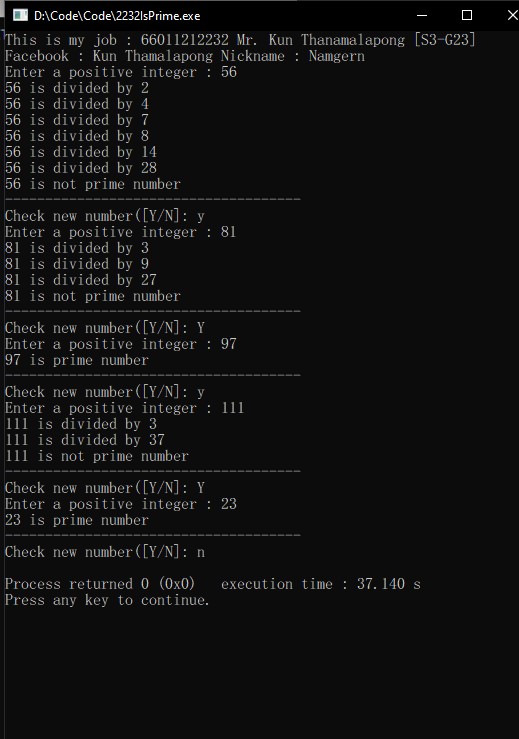 D:\Code\Code\2232IsPrime.exe
This is my job : 66011212232 Mr. Kun Thanamalapong [S3-G23]
Facebook : Kun Thamalapong Nickname : Namgern
Enter a positive integer : 56
56 is divided by 2
56 is divided by 4
56 is divided by 7
56 is divided by 8
56 is divided by 14
56 is divided by 28
56 is not prime number
-------------------------------------
Check new number([Y/N]: y
Enter a positive integer : 81
81 is divided by 3
81 is divided by 9
81 is divided by 27
81 is not prime number
-------------------------------------
Check new number([Y/N]: Y
Enter a positive integer : 97
97 is prime number
-------------------------------------
Check new number([Y/N]: y
Enter a positive integer : 111
111 is divided by 3
111 is divided by 37
111 is not prime number
-------------------------------------
Check new number([Y/N]: Y
Enter a positive integer : 23
23 is prime number
-------------------------------------
Check new number([Y/N]: n
Process returned 0 (0x0)   execution time : 37.140 s
Press any key to continue.